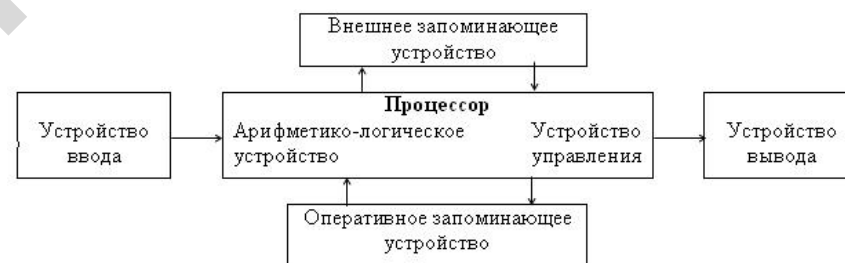 Внешнее запоминающее
устройство
Процессор
Устройство
ввода
Арифметико-логическое
устройство
Устройство
управления
Устройство
вывода
Оперативное запоминающее
устройство